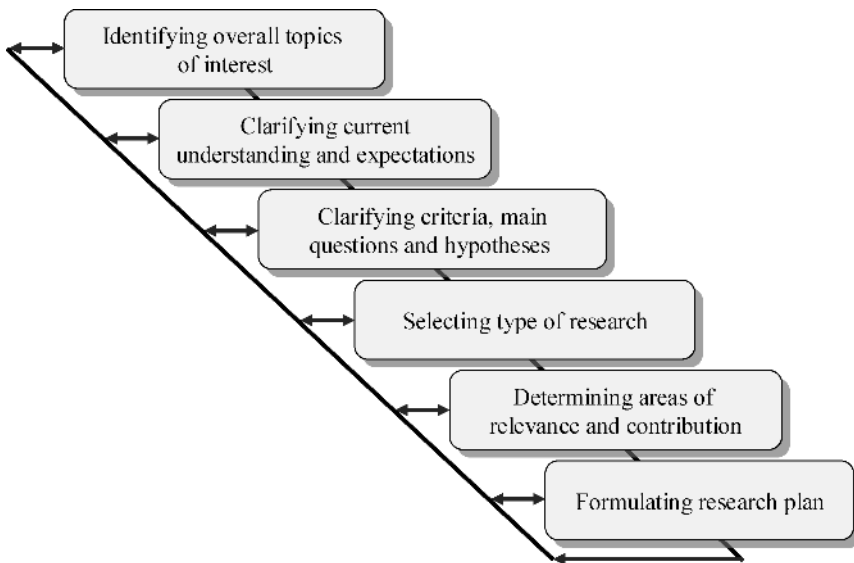 Identifying overall topics
of interest
Clarifying current
understanding and expectations
Clarifying criteria, main
questions and hypotheses
Selecting type of research
Determining areas of
relevance and contribution
Formulating research plan